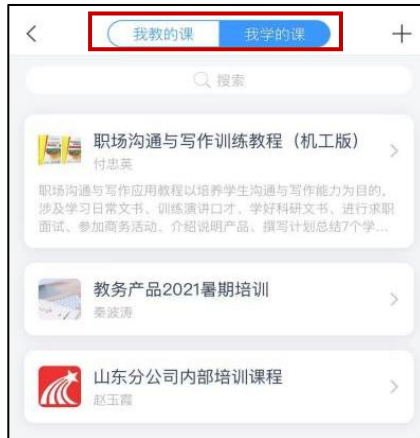 我教的课 我学的课
搜索
职场沟通与写作训练教程（机工版）
付忠英
职场沟通与写作应用教程以培养学生沟通与写作能力为目的，
涉及学习日常文书、训练演讲口才、学好科研文书、进行求职
面试、参加商务活动、介绍说明产品、撰写计划总结7个学...
教务产品2021暑期培训
秦波涛
山东分公司内部培训课程
赵玉霞